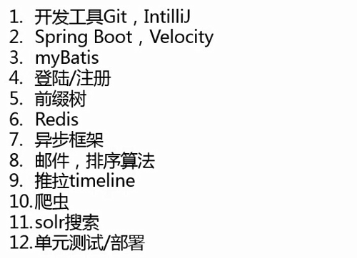 1. 开发工具Git，IntilliJ
2. Spring Boot，Velocity
3. myBatis
4. 登陆/注册
5. 前缀树
6. Redis
7. 异步框架
8. 邮件，排序算法
9. 推拉timeline
10.爬虫
11.solr搜索
12.单元测试/部署